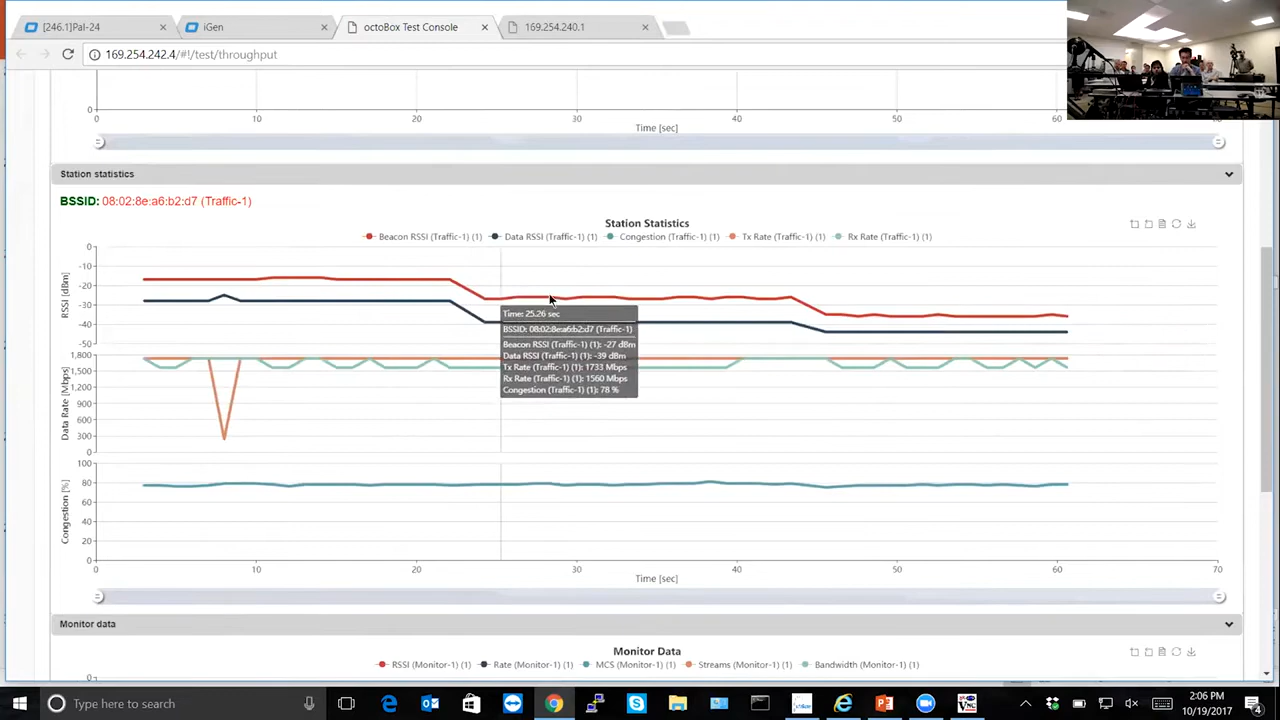 [246.1]Pal-24
iGen
octoBox Test Console
169.254.240.1
169.254.242.4/#!/test/throughput
0
0 10 20 30 40 50 60
Time [sec]
Station statistics
BSSID: 08:02:8e:a6:b2:d7 (Traffic-1)
Station Statistics
Beacon RSSI (Traffic-1) (1) Data RSSI (Traffic-1) (1) Congestion (Traffic-1) (1) Tx Rate (Traffic-1) (1) Rx Rate (Traffic-1) (1)
RSSI [dBm]
0
-10
-20
-30
-40
-50
Time: 25.26 sec
BSSID: 08:02:8e:a6:b2:d7 (Traffic-1)
Beacon RSSI (Traffic-1) (1): -27 dBm
Data RSSI (Traffic-1) (1): -39 dBm
Tx Rate (Traffic-1) (1): 1733 Mbps
Rx Rate (Traffic-1) (1): 1560 Mbps
Congestion (Traffic-1) (1): 78 %
Data Rate [Mbps]
1,800
1,500
1,200
900
600
300
0
Congestion [%]
100
80
60
40
20
0
0 10 20 30 40 50 60 70
Time [sec]
Monitor data
Monitor Data
RSSI (Monitor-1) (1) Rate (Monitor-1) (1) MCS (Monitor-1) (1) Streams (Monitor-1) (1) Bandwidth (Monitor-1) (1)
0
Type here to search
2:06 PM
10/19/2017